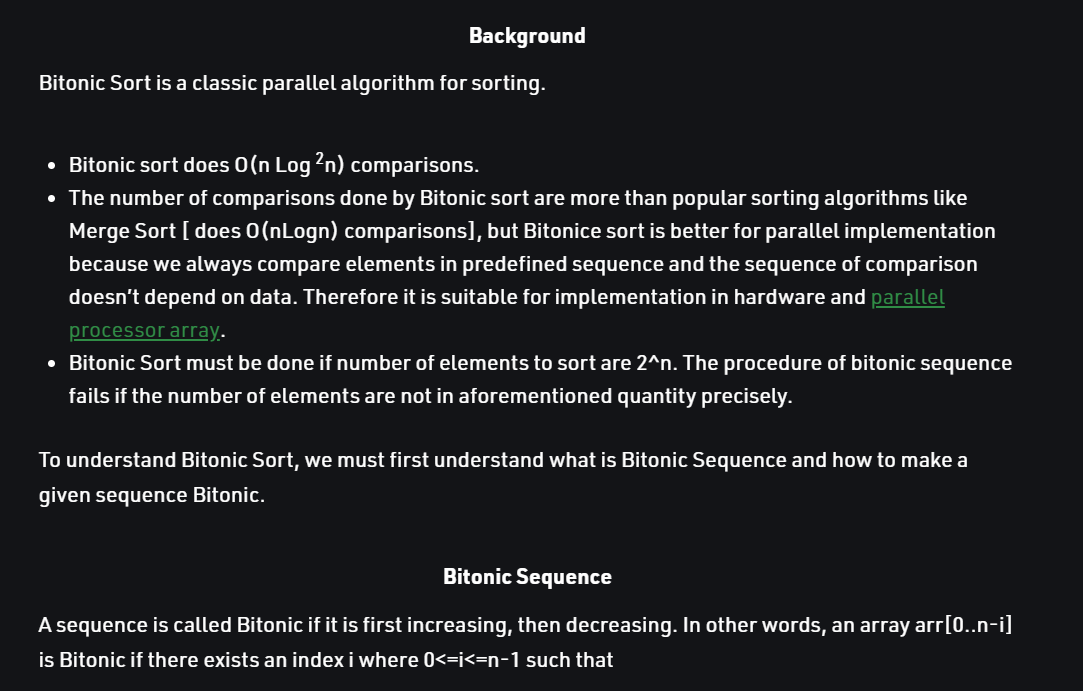 Background
Bitonic Sort is a classic parallel algorithm for sorting.
• Bitonic sort does O(n Log ²n) comparisons.
• The number of comparisons done by Bitonic sort are more than popular sorting algorithms like
Merge Sort [ does O(nLogn) comparisons], but Bitonice sort is better for parallel implementation
because we always compare elements in predefined sequence and the sequence of comparison
doesn’t depend on data. Therefore it is suitable for implementation in hardware and parallel
processor array.
• Bitonic Sort must be done if number of elements to sort are 2^n. The procedure of bitonic sequence
fails if the number of elements are not in aforementioned quantity precisely.
To understand Bitonic Sort, we must first understand what is Bitonic Sequence and how to make a
given sequence Bitonic.
Bitonic Sequence
A sequence is called Bitonic if it is first increasing, then decreasing. In other words, an array arr[0..n-i]
is Bitonic if there exists an index i where 0<=i<=n-1 such that